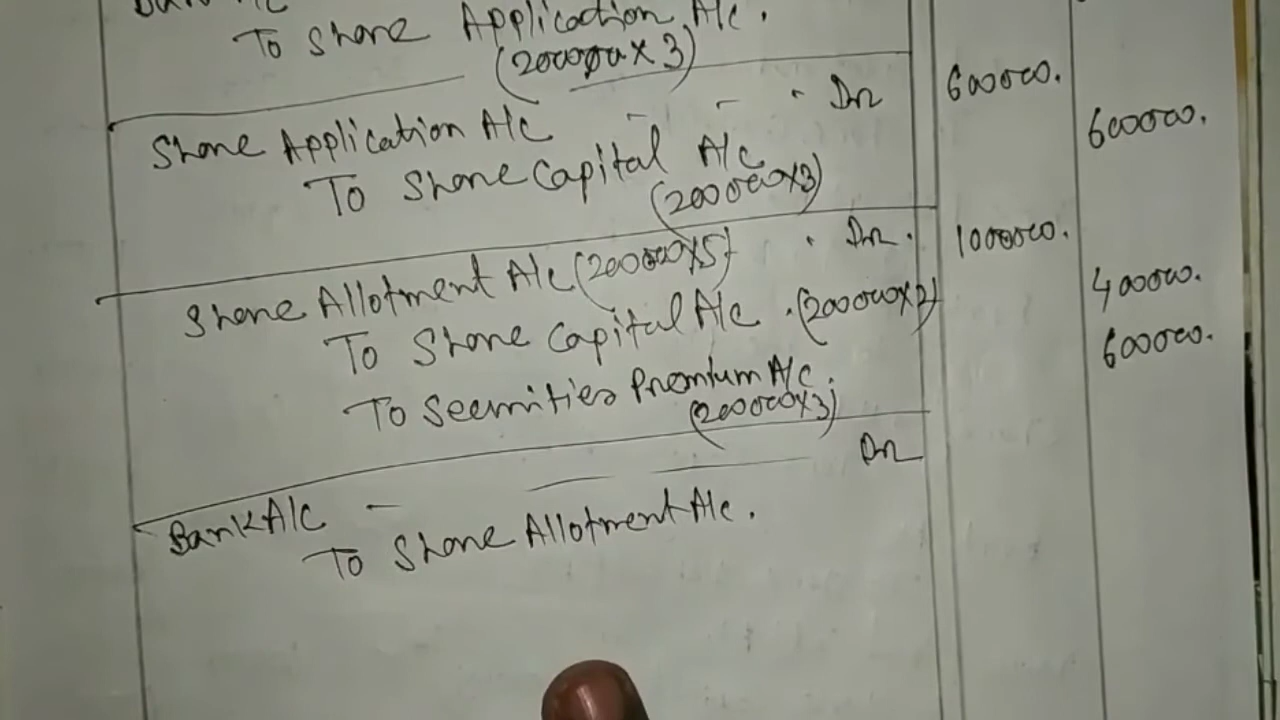 Bank A/c
To Share Application A/c.
(200000 x 3)
Share Application A/c - - - Dr 600000.
To Share Capital A/c 600000.
(200000x3)
Share Allotment A/c (200000x5) . Dr. 1000000.
To Share Capital A/c . (200000x2) 400000.
To Securities Premium A/c. 600000.
(200000x3)
Bank A/c - Dr
To Share Allotment A/c.